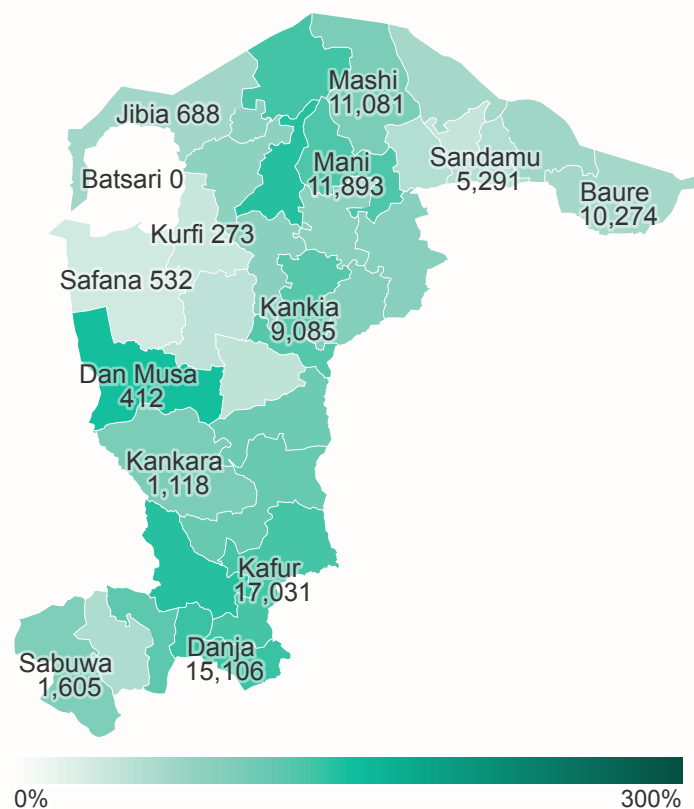 Mashi
11,081
Jibia 688
Mani
11,893
Sandamu
5,291
Batsari 0
Baure
10,274
Kurfi 273
Safana 532
Kankia
9,085
Dan Musa
412
Kankara
1,118
Kafur
17,031
Danja
15,106
Sabuwa
1,605
0%
300%